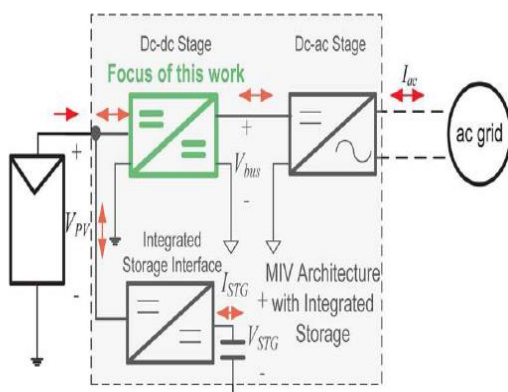 Dc-dc Stage
Dc-ac Stage
Focus of this work
I_ac
ac grid
+
+
V_bus
V_PV
-
-
Integrated
Storage Interface
I_STG
MIV Architecture
with Integrated
Storage
+
V_STG
-